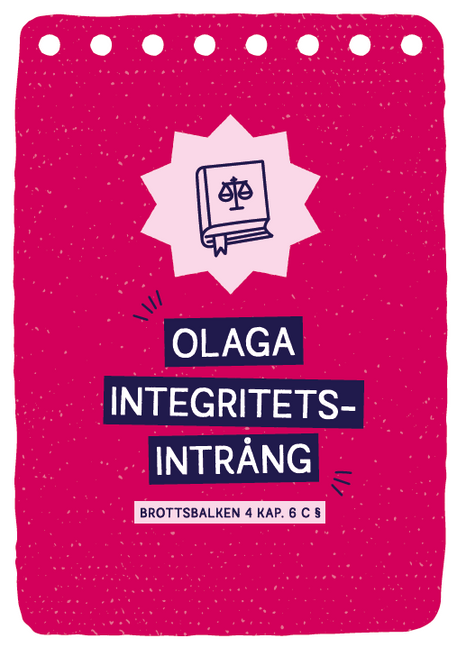 OLAGA
INTEGRITETS-
INTRÅNG
BROTTSBALKEN 4 KAP. 6 C §